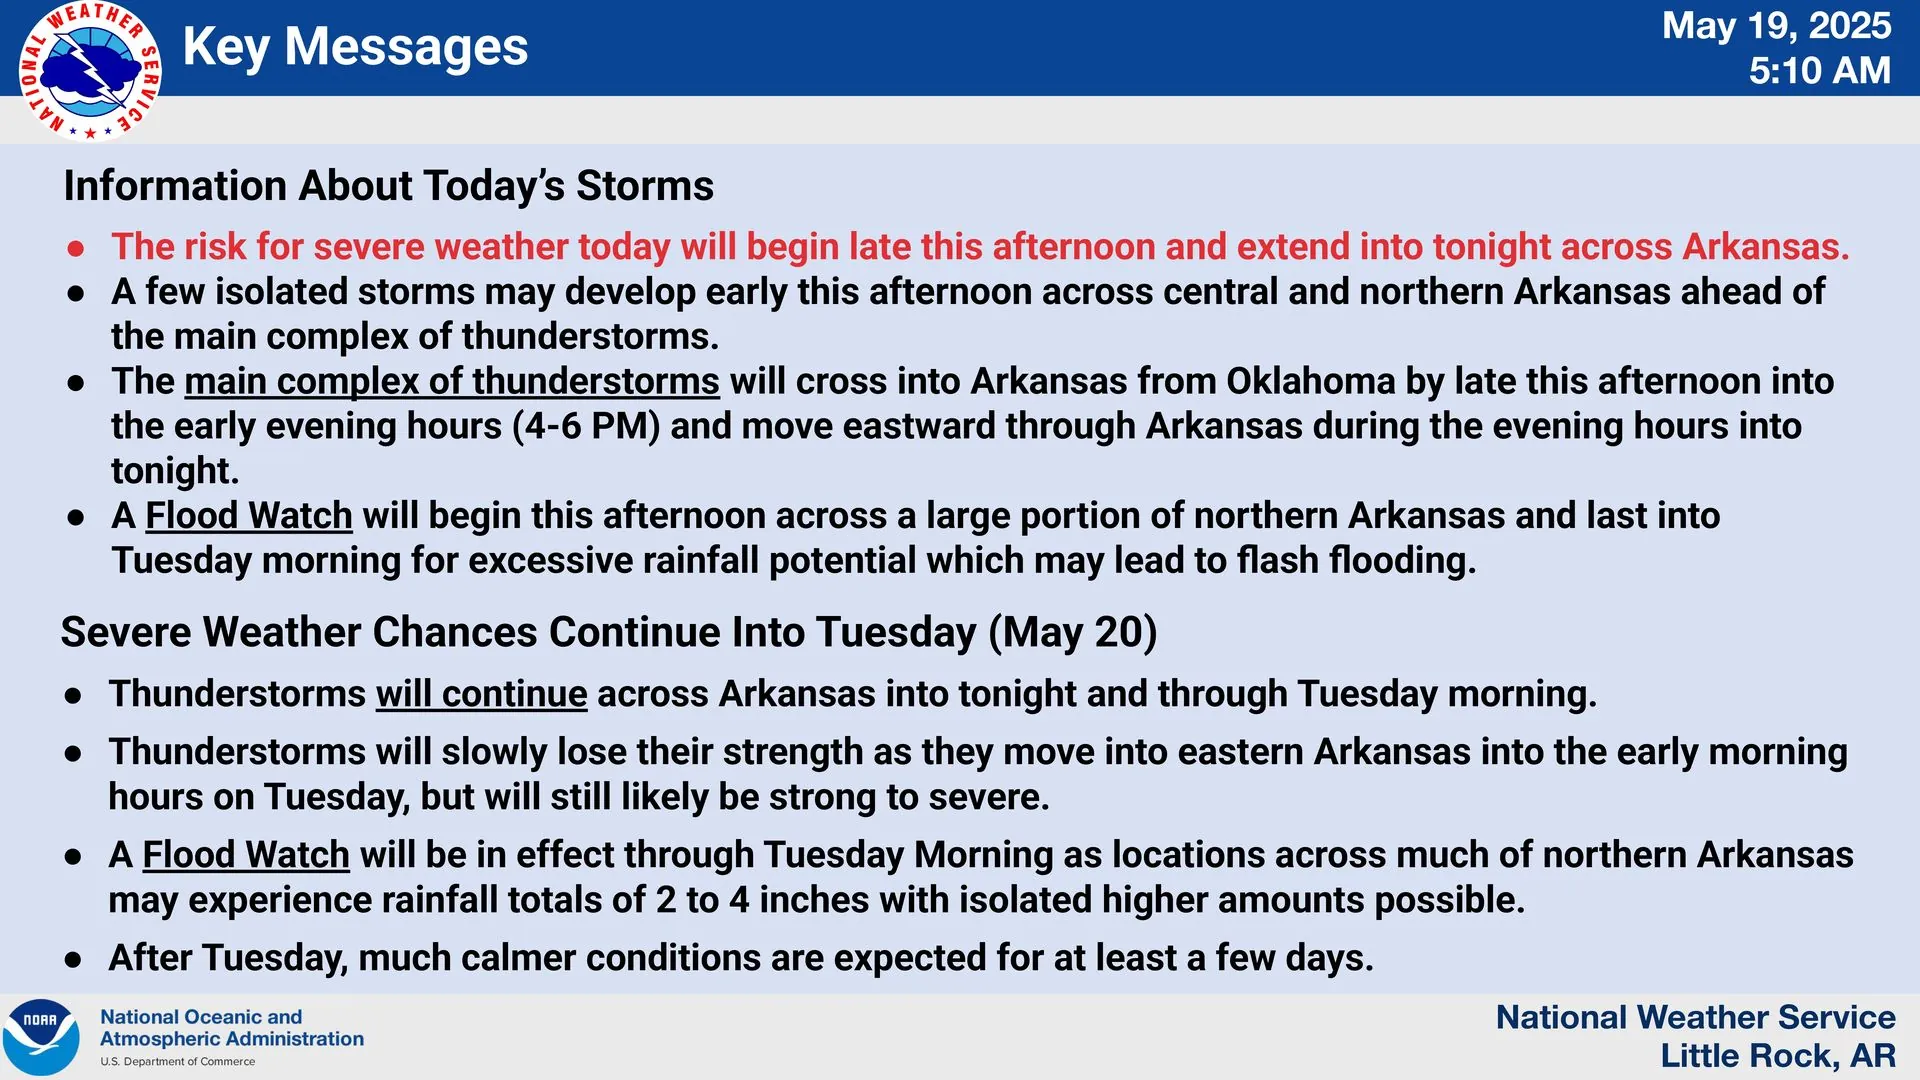 NATIONAL WEATHER SERVICE
Key Messages
May 19, 2025
5:10 AM
Information About Today’s Storms
● The risk for severe weather today will begin late this afternoon and extend into tonight across Arkansas.
● A few isolated storms may develop early this afternoon across central and northern Arkansas ahead of
the main complex of thunderstorms.
● The main complex of thunderstorms will cross into Arkansas from Oklahoma by late this afternoon into
the early evening hours (4-6 PM) and move eastward through Arkansas during the evening hours into
tonight.
● A Flood Watch will begin this afternoon across a large portion of northern Arkansas and last into
Tuesday morning for excessive rainfall potential which may lead to flash flooding.
Severe Weather Chances Continue Into Tuesday (May 20)
● Thunderstorms will continue across Arkansas into tonight and through Tuesday morning.
● Thunderstorms will slowly lose their strength as they move into eastern Arkansas into the early morning
hours on Tuesday, but will still likely be strong to severe.
● A Flood Watch will be in effect through Tuesday Morning as locations across much of northern Arkansas
may experience rainfall totals of 2 to 4 inches with isolated higher amounts possible.
● After Tuesday, much calmer conditions are expected for at least a few days.
NOAA
National Oceanic and
Atmospheric Administration
U.S. Department of Commerce
National Weather Service
Little Rock, AR